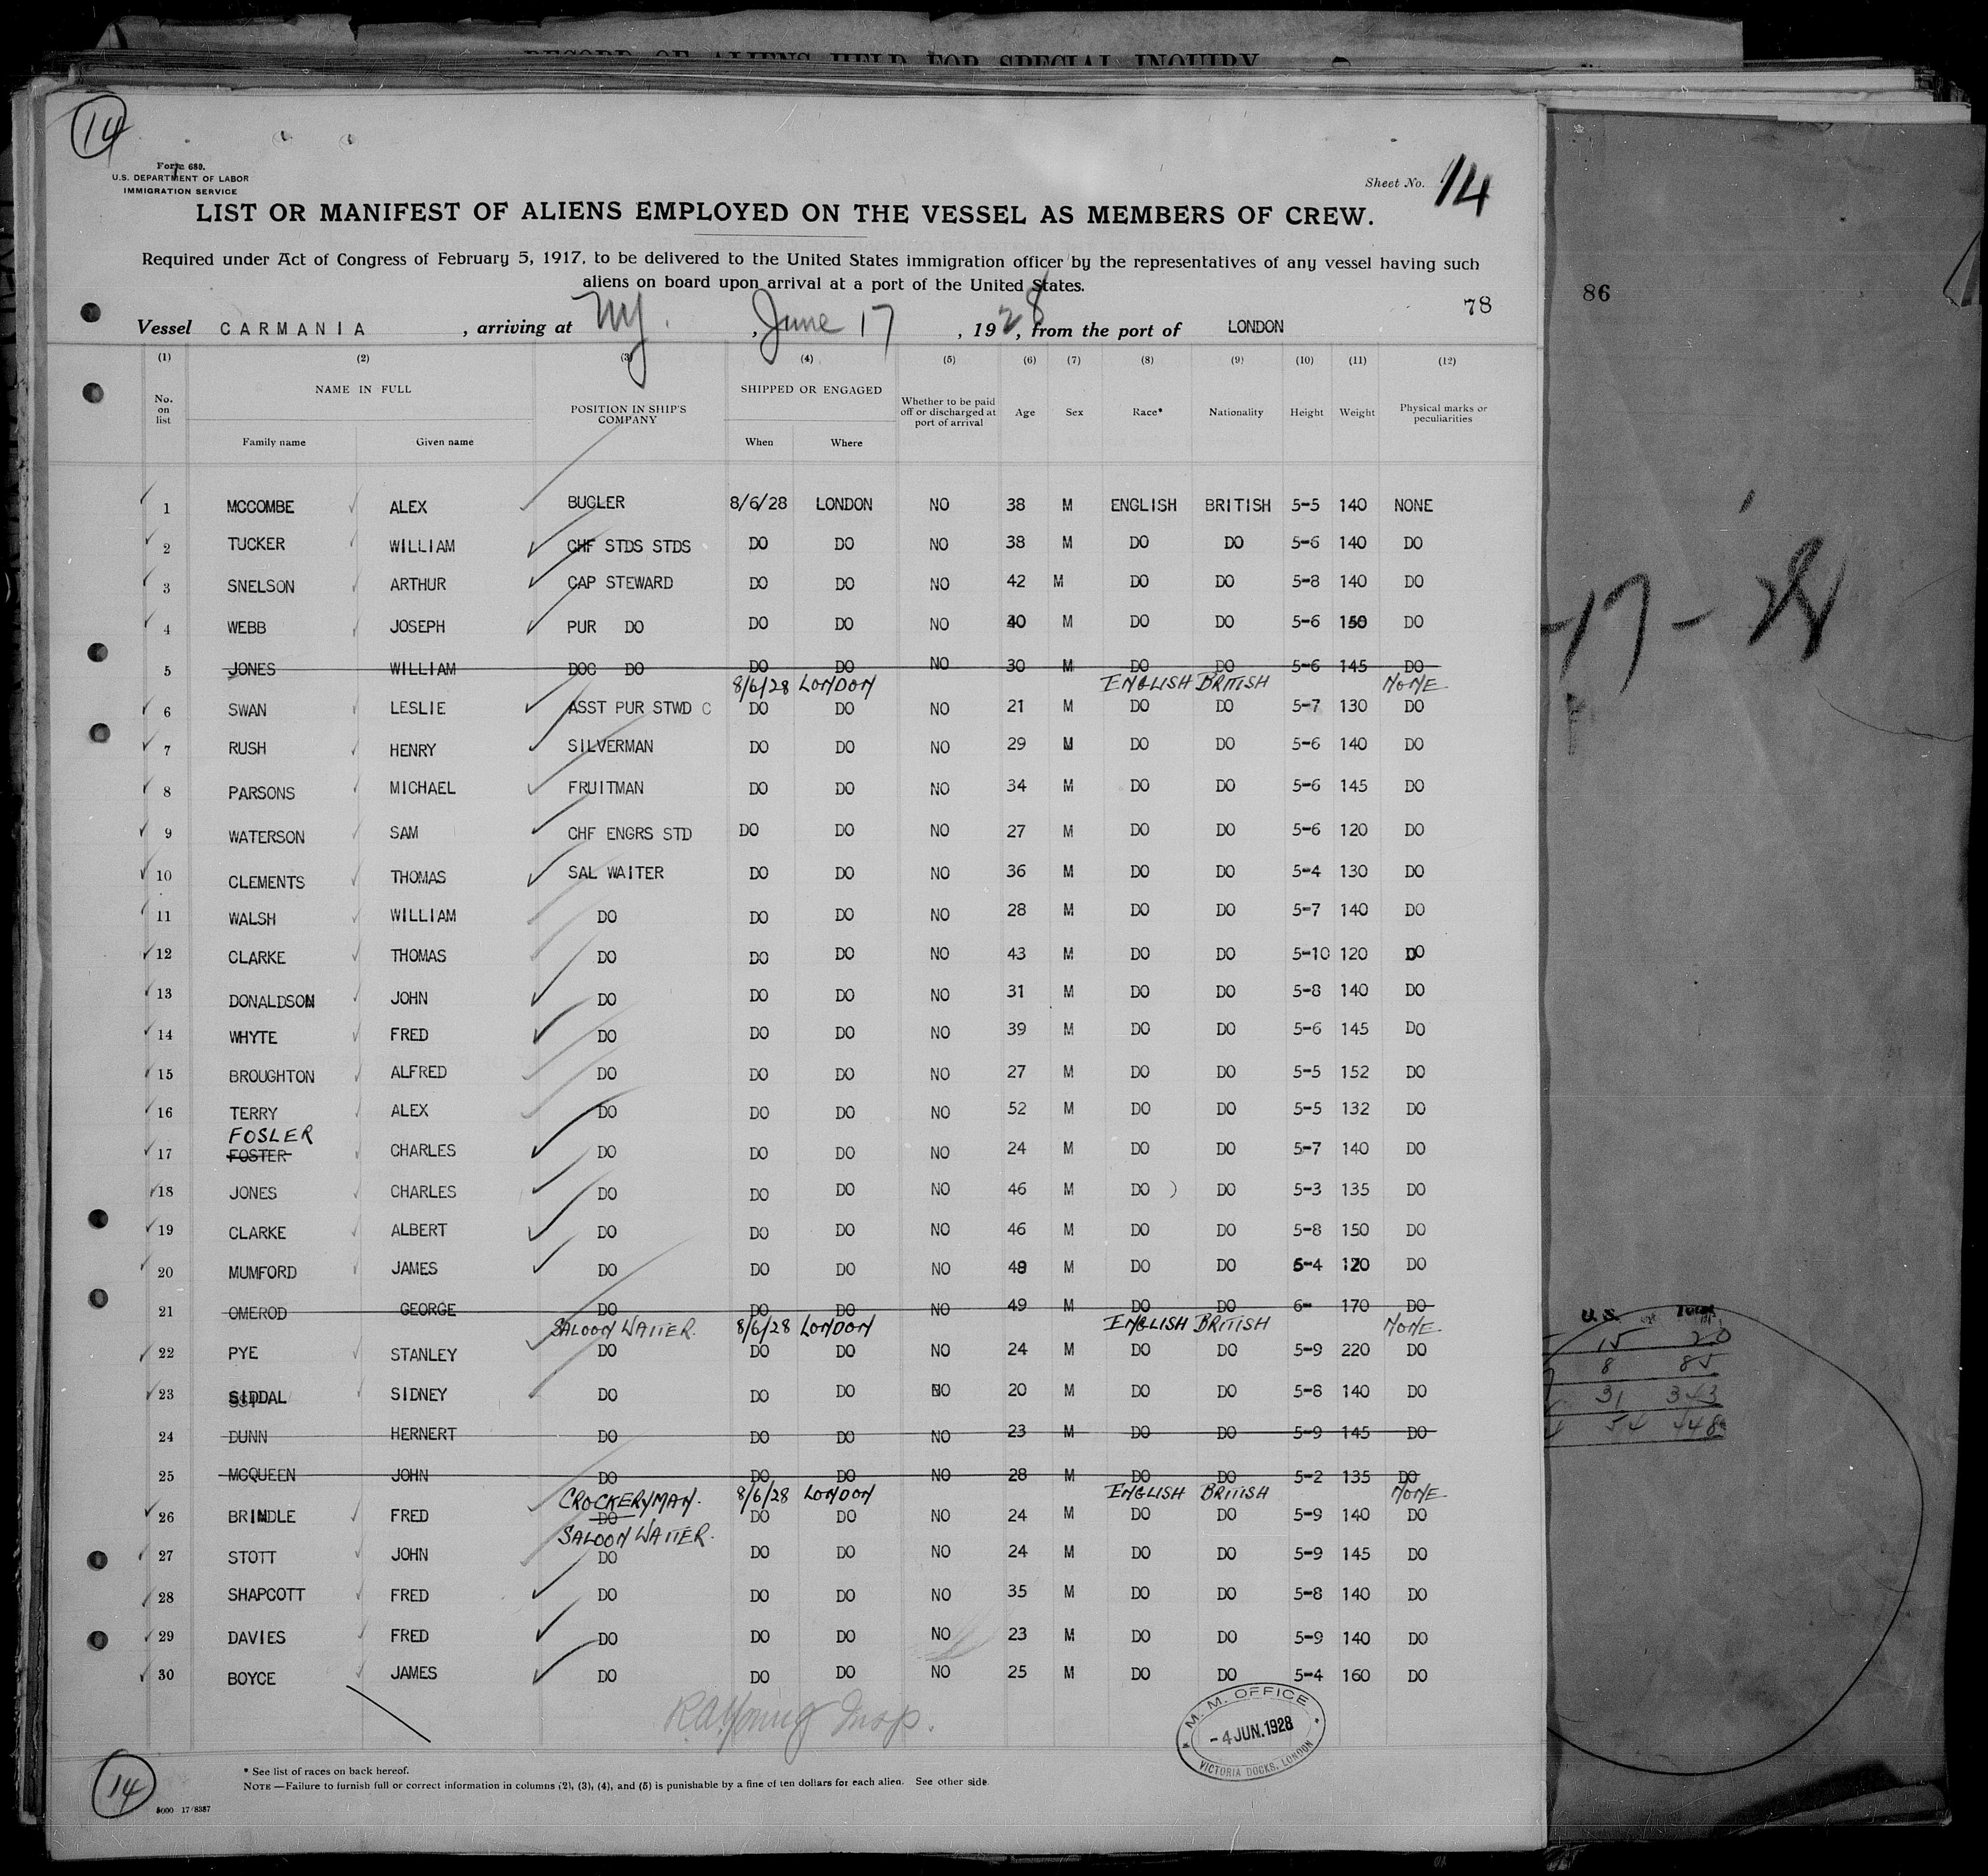 RECORD OF ALIENS HELD FOR SPECIAL INQUIRY
14
Form 689.
U.S. DEPARTMENT OF LABOR
IMMIGRATION SERVICE
Sheet No. 14
LIST OR MANIFEST OF ALIENS EMPLOYED ON THE VESSEL AS MEMBERS OF CREW.
Required under Act of Congress of February 5, 1917, to be delivered to the United States immigration officer by the representatives of any vessel having such
aliens on board upon arrival at a port of the United States.
78
Vessel CARMANIA, arriving at NY., June 17, 1928, from the port of LONDON
(1) (2) (3) (4) (5) (6) (7) (8) (9) (10) (11) (12)
No. on list NAME IN FULL POSITION IN SHIP'S COMPANY SHIPPED OR ENGAGED Whether to be paid off or discharged at port of arrival Age Sex Race* Nationality Height Weight Physical marks or peculiarities
Family name Given name When Where
1 MCCOMBE ALEX BUGLER 8/6/28 LONDON NO 38 M ENGLISH BRITISH 5-5 140 NONE
2 TUCKER WILLIAM CHF STDS STDS DO DO NO 38 M DO DO 5-6 140 DO
3 SNELSON ARTHUR CAP STEWARD DO DO NO 42 M DO DO 5-8 140 DO
4 WEBB JOSEPH PUR DO DO DO NO 40 M DO DO 5-6 150 DO
5 JONES WILLIAM DOC DO DO DO NO 30 M DO DO 5-6 145 DO
8/6/28 LONDON ENGLISH BRITISH NONE
6 SWAN LESLIE ASST PUR STWD C DO DO NO 21 M DO DO 5-7 130 DO
7 RUSH HENRY SILVERMAN DO DO NO 29 M DO DO 5-6 140 DO
8 PARSONS MICHAEL FRUITMAN DO DO NO 34 M DO DO 5-6 145 DO
9 WATERSON SAM CHF ENGRS STD DO DO NO 27 M DO DO 5-6 120 DO
10 CLEMENTS THOMAS SAL WAITER DO DO NO 36 M DO DO 5-4 130 DO
11 WALSH WILLIAM DO DO DO NO 28 M DO DO 5-7 140 DO
12 CLARKE THOMAS DO DO DO NO 43 M DO DO 5-10 120 DO
13 DONALDSON JOHN DO DO DO NO 31 M DO DO 5-8 140 DO
14 WHYTE FRED DO DO DO NO 39 M DO DO 5-6 145 DO
15 BROUGHTON ALFRED DO DO DO NO 27 M DO DO 5-5 152 DO
16 TERRY ALEX DO DO DO NO 52 M DO DO 5-5 132 DO
FOSLER
17 FOSTER CHARLES DO DO DO NO 24 M DO DO 5-7 140 DO
18 JONES CHARLES DO DO DO NO 46 M DO ) DO 5-3 135 DO
19 CLARKE ALBERT DO DO DO NO 46 M DO DO 5-8 150 DO
20 MUMFORD JAMES DO DO DO NO 48 M DO DO 5-4 120 DO
21 OMEROD GEORGE DO DO DO NO 49 M DO DO 6- 170 DO
SALOON WAITER. 8/6/28 LONDON ENGLISH BRITISH NONE
22 PYE STANLEY DO DO DO NO 24 M DO DO 5-9 220 DO
23 SIDDAL SIDNEY DO DO DO NO 20 M DO DO 5-8 140 DO
24 DUNN HERNERT DO DO DO NO 23 M DO DO 5-9 145 DO
25 MCQUEEN JOHN DO DO DO NO 28 M DO DO 5-2 135 DO
CROCKERYMAN. 8/6/28 LONDON ENGLISH BRITISH NONE
26 BRINDLE FRED DO DO DO NO 24 M DO DO 5-9 140 DO
SALOON WAITER.
27 STOTT JOHN DO DO DO NO 24 M DO DO 5-9 145 DO
28 SHAPCOTT FRED DO DO DO NO 35 M DO DO 5-8 140 DO
29 DAVIES FRED DO DO DO NO 23 M DO DO 5-9 140 DO
30 BOYCE JAMES DO DO DO NO 25 M DO DO 5-4 160 DO
R.A. Young Insp.
M. M. OFFICE
-4 JUN. 1928
VICTORIA DOCKS, LONDON
* See list of races on back hereof.
NOTE—Failure to furnish full or correct information in columns (2), (3), (4), and (5) is punishable by a fine of ten dollars for each alien. See other side.
14
5000 17/8387
86
-17-28
U.S. Total
15 20
8 85
31 343
54 448